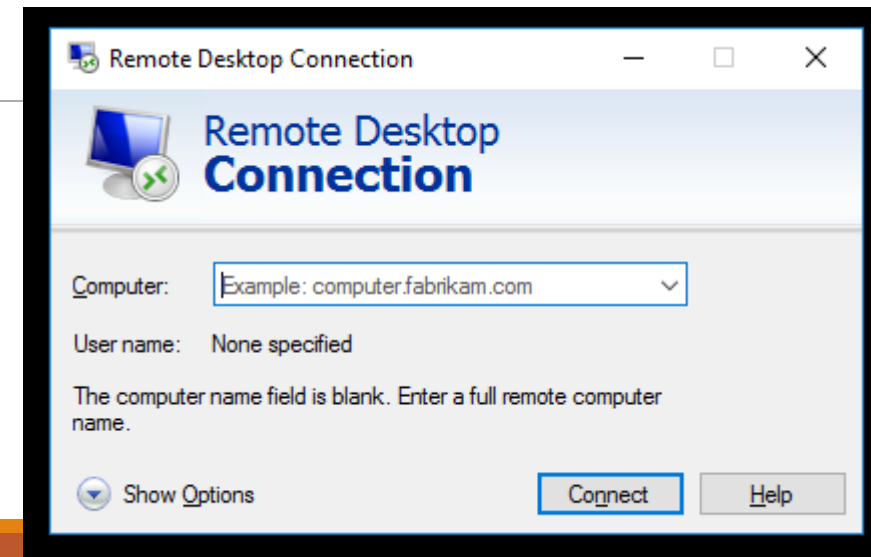 Remote Desktop Connection
Remote Desktop
Connection
Computer: Example: computer.fabrikam.com
User name: None specified
The computer name field is blank. Enter a full remote computer
name.
Show Options Connect Help